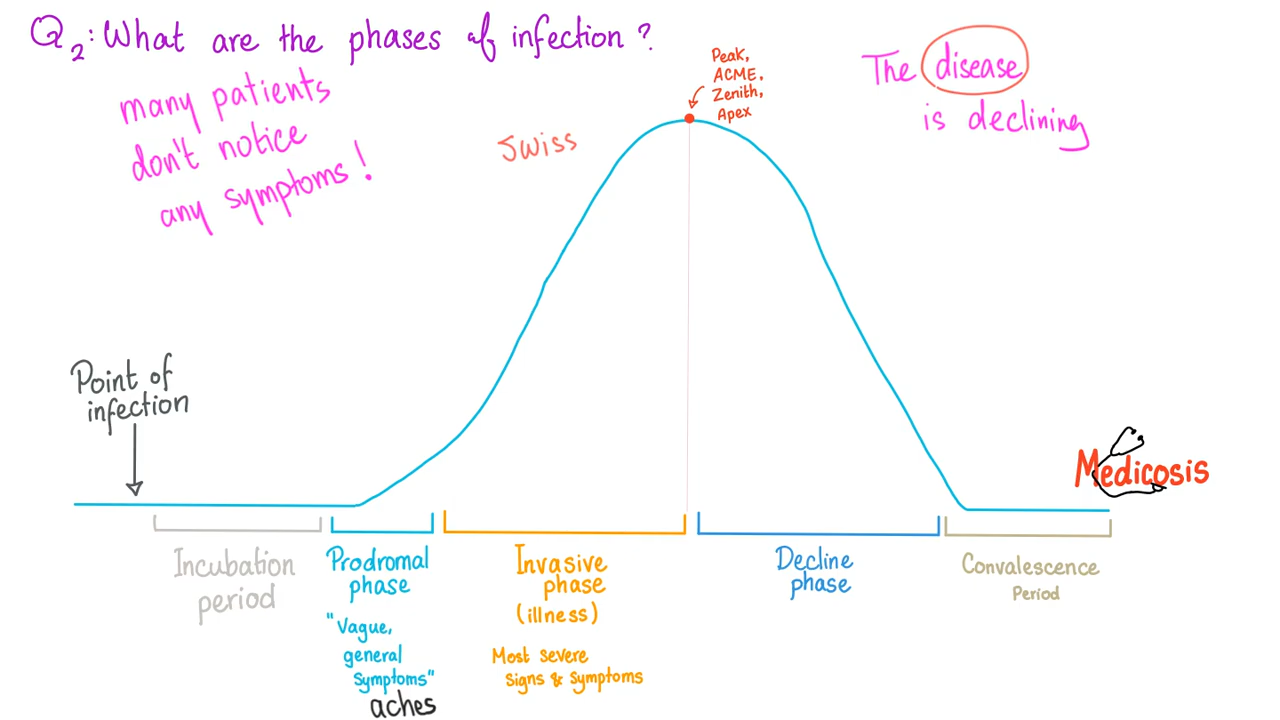 Q2: What are the phases of infection?
many patients
don't notice
any symptoms!
Swiss
Peak,
ACME,
Zenith,
Apex
The disease
is declining
Point of
infection
Medicosis
Incubation
period
Prodromal
phase
"Vague,
general
Symptoms"
aches
Invasive
phase
(illness)
Most severe
Signs & Symptoms
Decline
phase
Convalescence
Period